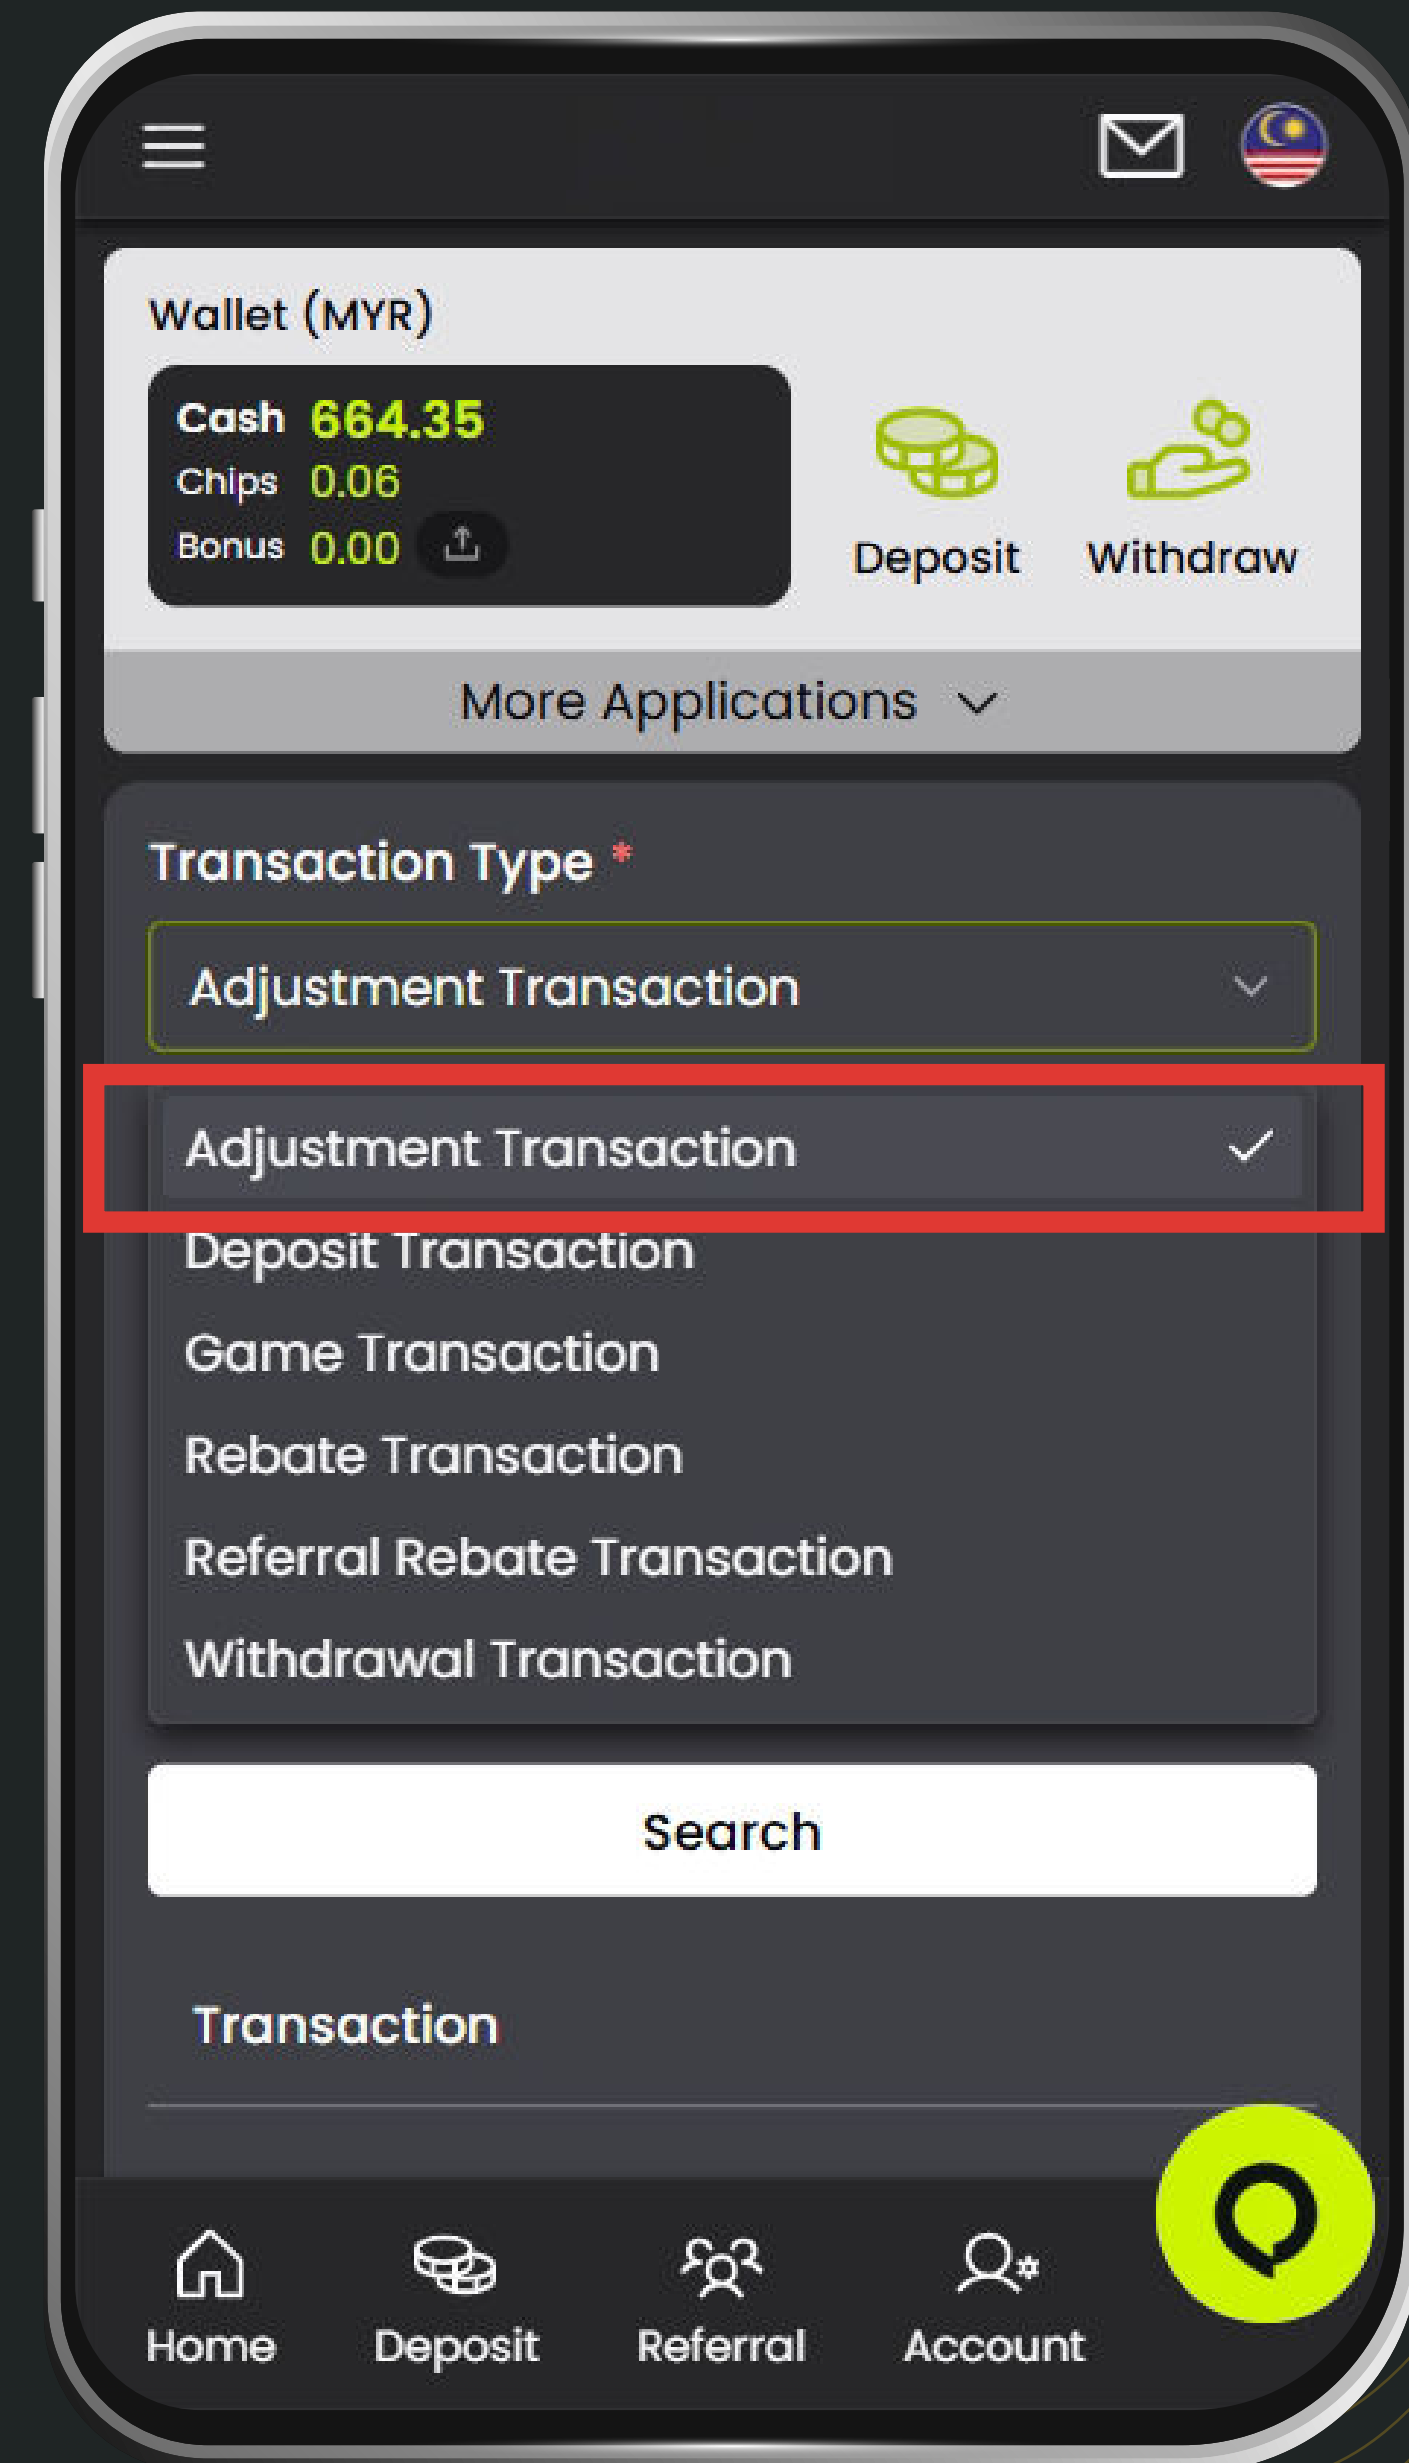 Wallet (MYR)
Cash 664.35
Chips 0.06
Bonus 0.00
Deposit
Withdraw
More Applications
Transaction Type *
Adjustment Transaction
Adjustment Transaction
Deposit Transaction
Game Transaction
Rebate Transaction
Referral Rebate Transaction
Withdrawal Transaction
Search
Transaction
Home
Deposit
Referral
Account